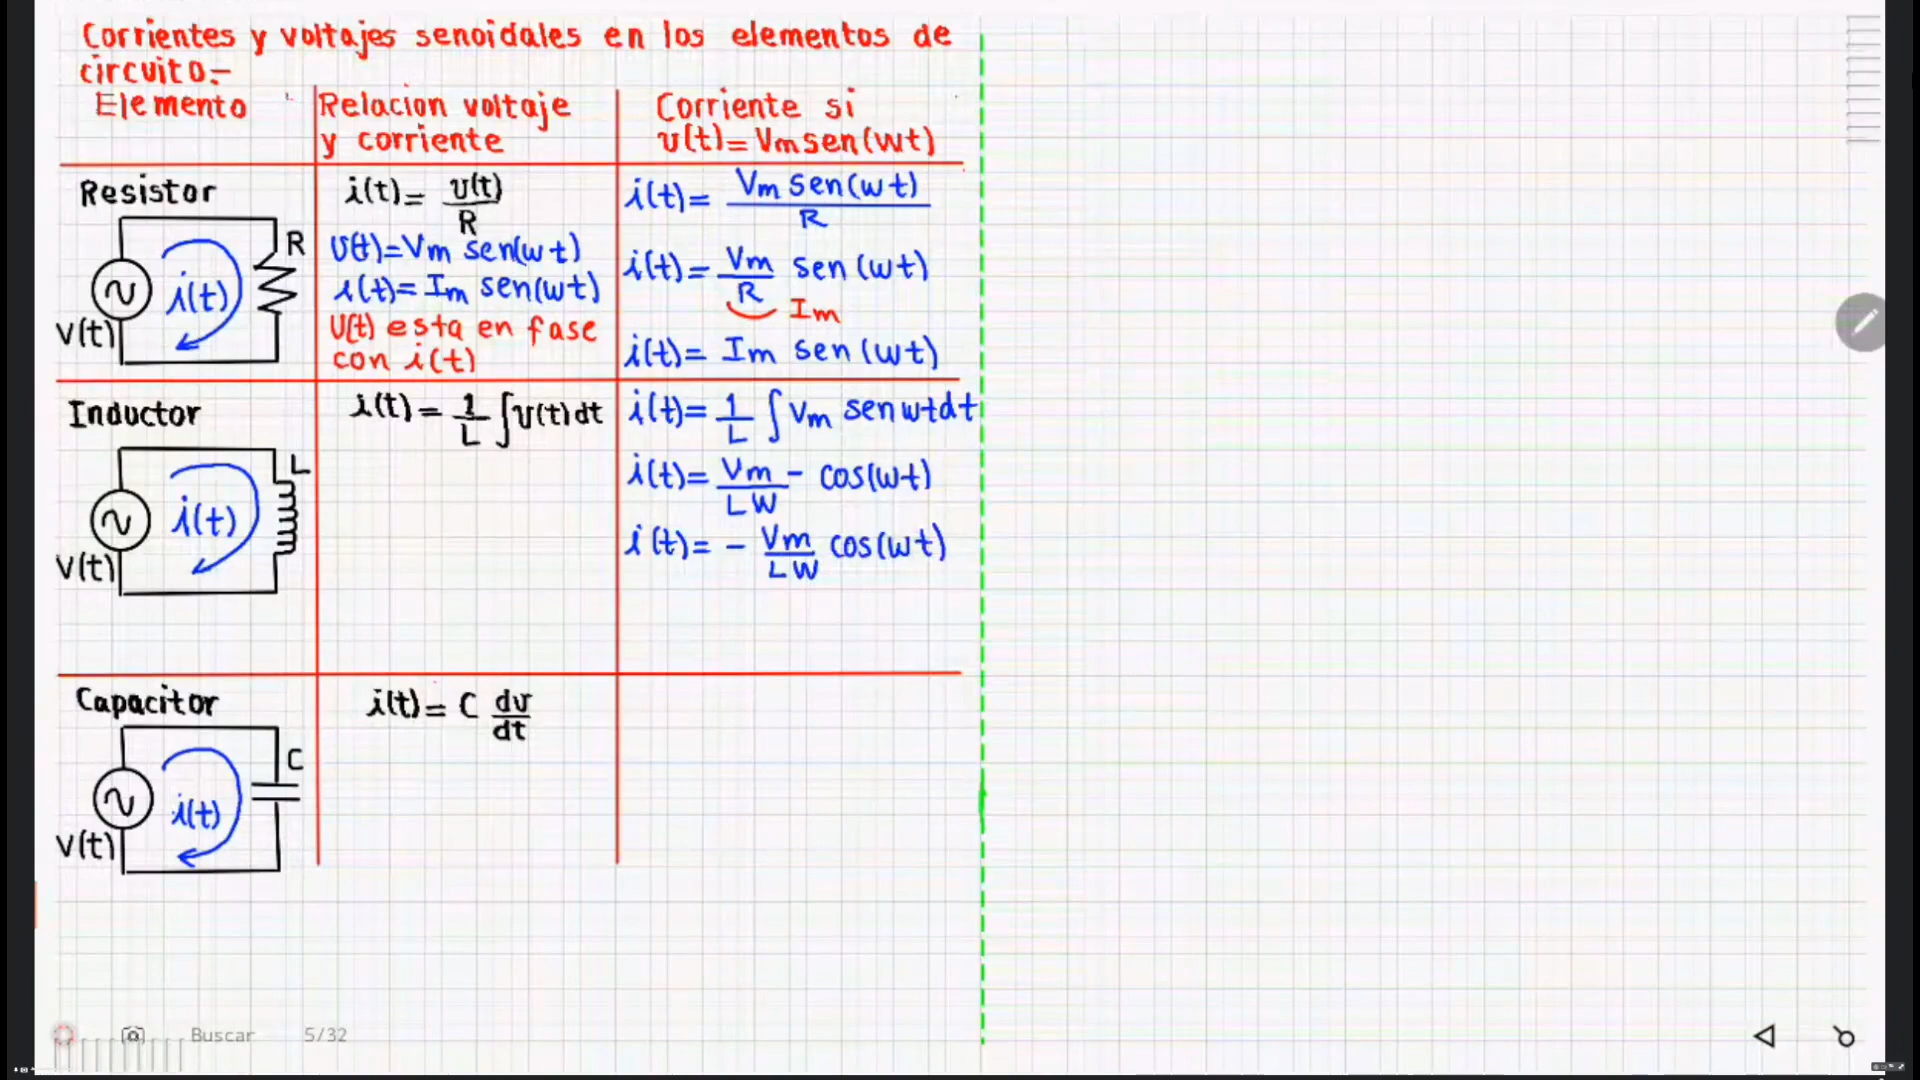 Corrientes y voltajes senoidales en los elementos de
circuito.-
Elemento
Relacion voltaje
y corriente
Corriente si
v(t)=Vmsen(wt)
Resistor
R
i(t)
V(t)
i(t)= v(t)/R
v(t)=Vm sen(wt)
i(t)=Im sen(wt)
v(t) esta en fase
con i(t)
i(t)= Vm sen(wt)/R
i(t)= Vm/R sen(wt)
Im
i(t)= Im sen(wt)
Inductor
L
i(t)
V(t)
i(t)= 1/L ∫v(t)dt
i(t)= 1/L ∫ Vm senwtdt
i(t)= Vm/LW - cos(wt)
i(t)= - Vm/LW cos(wt)
Capacitor
C
i(t)
V(t)
i(t)= C dv/dt
Buscar 5/32